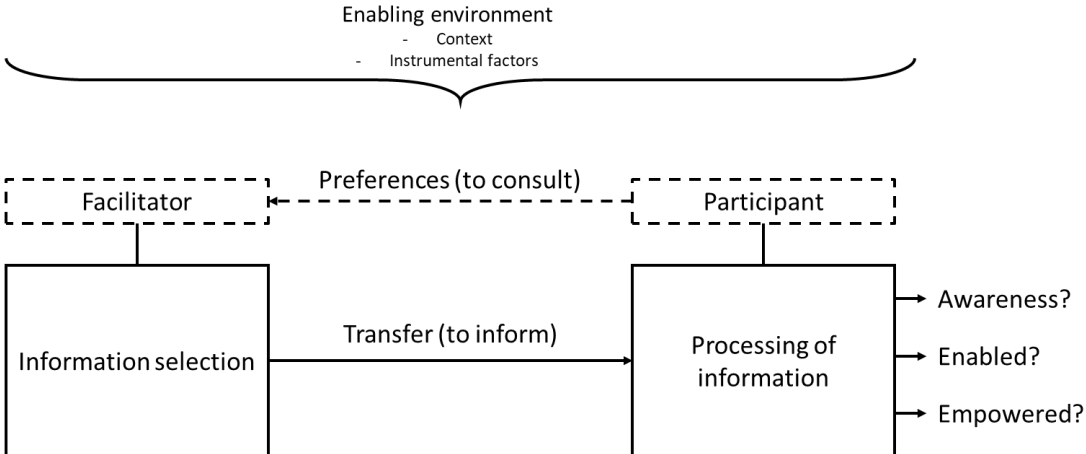 Enabling environment
- Context
- Instrumental factors
Preferences (to consult)
Facilitator
Participant
Awareness?
Transfer (to inform)
Processing of
information
Information selection
Enabled?
Empowered?